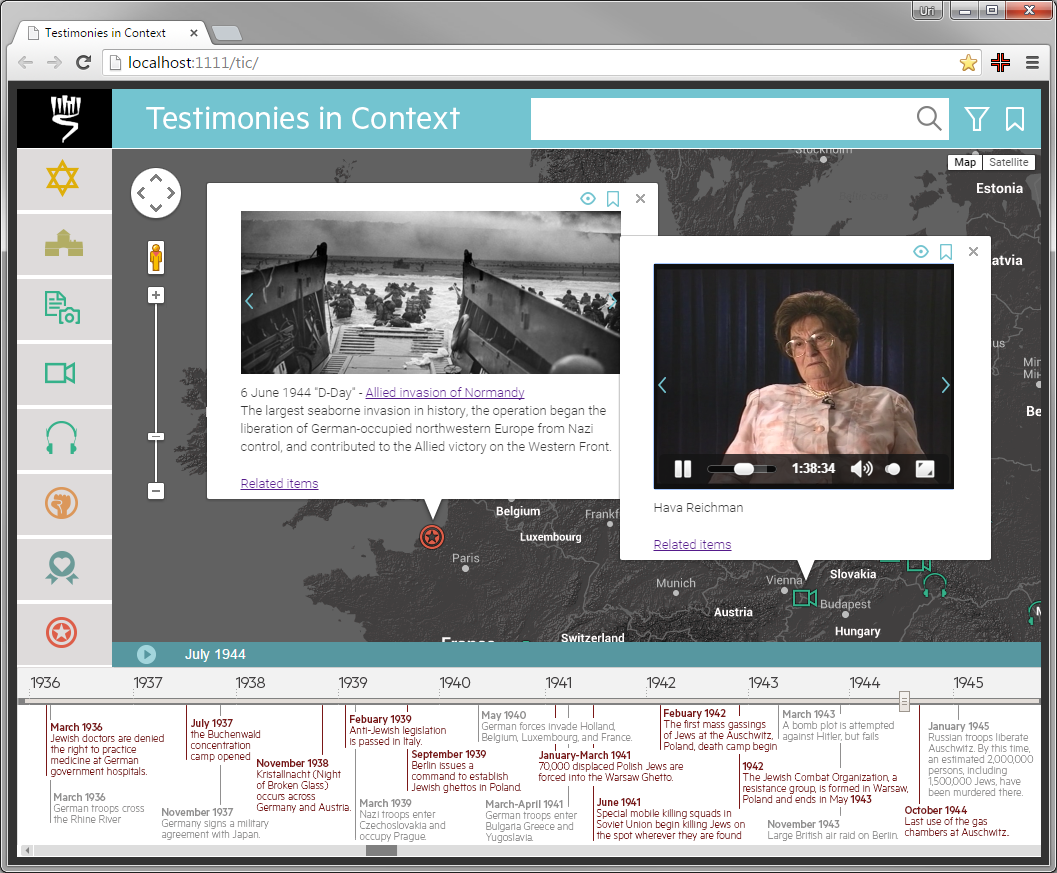 Uri
Testimonies in Context
localhost:1111/tic/
Testimonies in Context
Map
Satellite
Stockholm
Estonia
atvia
us
Be
6 June 1944 "D-Day" - Allied invasion of Normandy
The largest seaborne invasion in history, the operation began the
liberation of German-occupied northwestern Europe from Nazi
control, and contributed to the Allied victory on the Western Front.
Related items
1:38:34
Hava Reichman
Related items
Belgium
Frankf
Luxembourg
Paris
Munich
Vienna
Slovakia
Austria
Budapest
Hungary
Switzerland
France
July 1944
1936
1937
1938
1939
1940
1941
1942
1943
1944
1945
March 1936
Jewish doctors are denied
the right to practice
medicine at German
government hospitals.
March 1936
German troops cross
the Rhine River
July 1937
the Buchenwald
concentration
camp opened
November 1937
Germany signs a military
agreement with Japan.
November 1938
Kristallnacht (Night
of Broken Glass)
occurs across
Germany and Austria.
Febuary 1939
Anti-Jewish legislation
is passed in Italy.
March 1939
Nazi troops enter
Czechoslovakia and
occupy Prague.
September 1939
Berlin issues a
command to establish
Jewish ghettos in Poland.
May 1940
German forces invade Holland,
Belgium, Luxemburg, and France.
March-April 1941
German troops enter
Bulgaria Greece and
Yugoslavia.
January-March 1941
70,000 displaced Polish Jews are
forced into the Warsaw Ghetto.
June 1941
Special mobile killing squads in
Soviet Union begin killing Jews on
the spot wherever they are found
Febuary 1942
The first mass gassings
of Jews at the Auschwitz,
Poland, death camp begin
1942
The Jewish Combat Organization, a
resistance group, is formed in Warsaw,
Poland and ends in May 1943
March 1943
A bomb plot is attempted
against Hitler, but fails
November 1943
Large British air raid on Berlin.
January 1945
Russian troops liberate
Auschwitz. By this time,
an estimated 2,000,000
persons, including
1,500,000 Jews, have
been murdered there.
October 1944
Last use of the gas
chambers at Auschwitz.